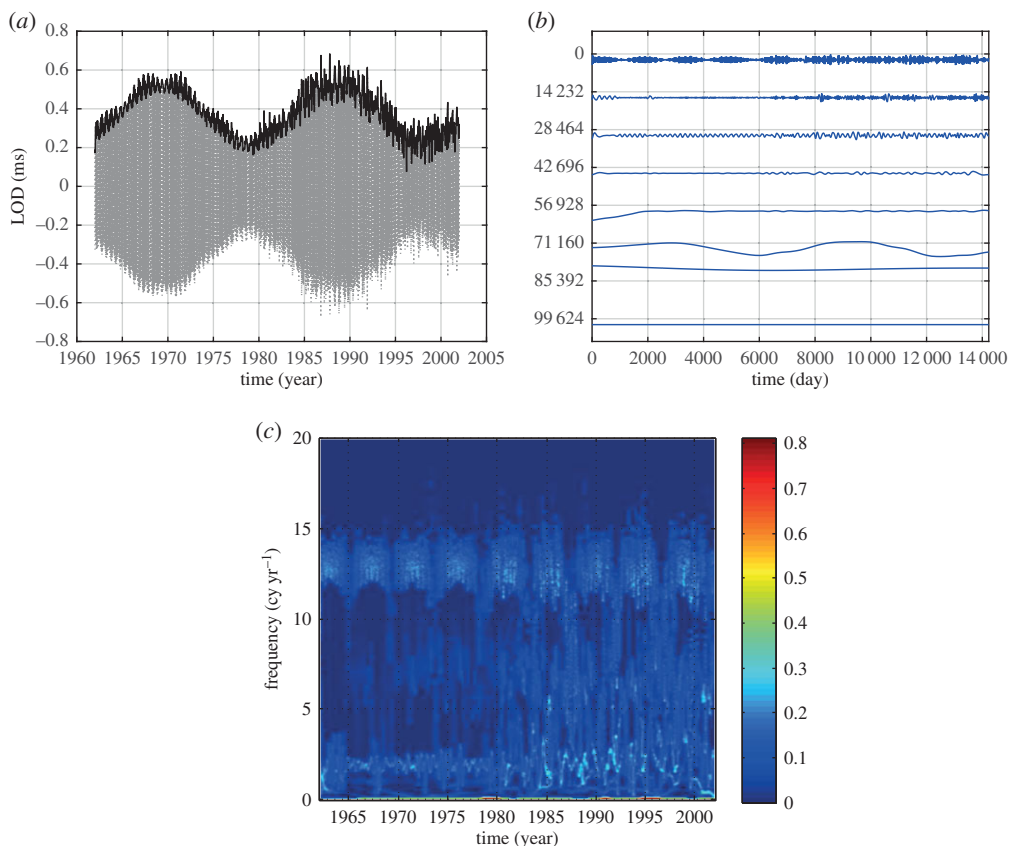 (a)
0.8
0.6
0.4
0.2
0
–0.2
–0.4
–0.6
–0.8
LOD (ms)
1960 1965 1970 1975 1980 1985 1990 1995 2002 2005
time (year)
(b)
0
14 232
28 464
42 696
56 928
71 160
85 392
99 624
0 2000 4000 6000 8000 10 000 12 000 14 000
time (day)
(c)
20
15
10
5
0
frequency (cy yr⁻¹)
1965 1970 1975 1980 1985 1990 1995 2000
time (year)
0.8
0.7
0.6
0.5
0.4
0.3
0.2
0.1
0